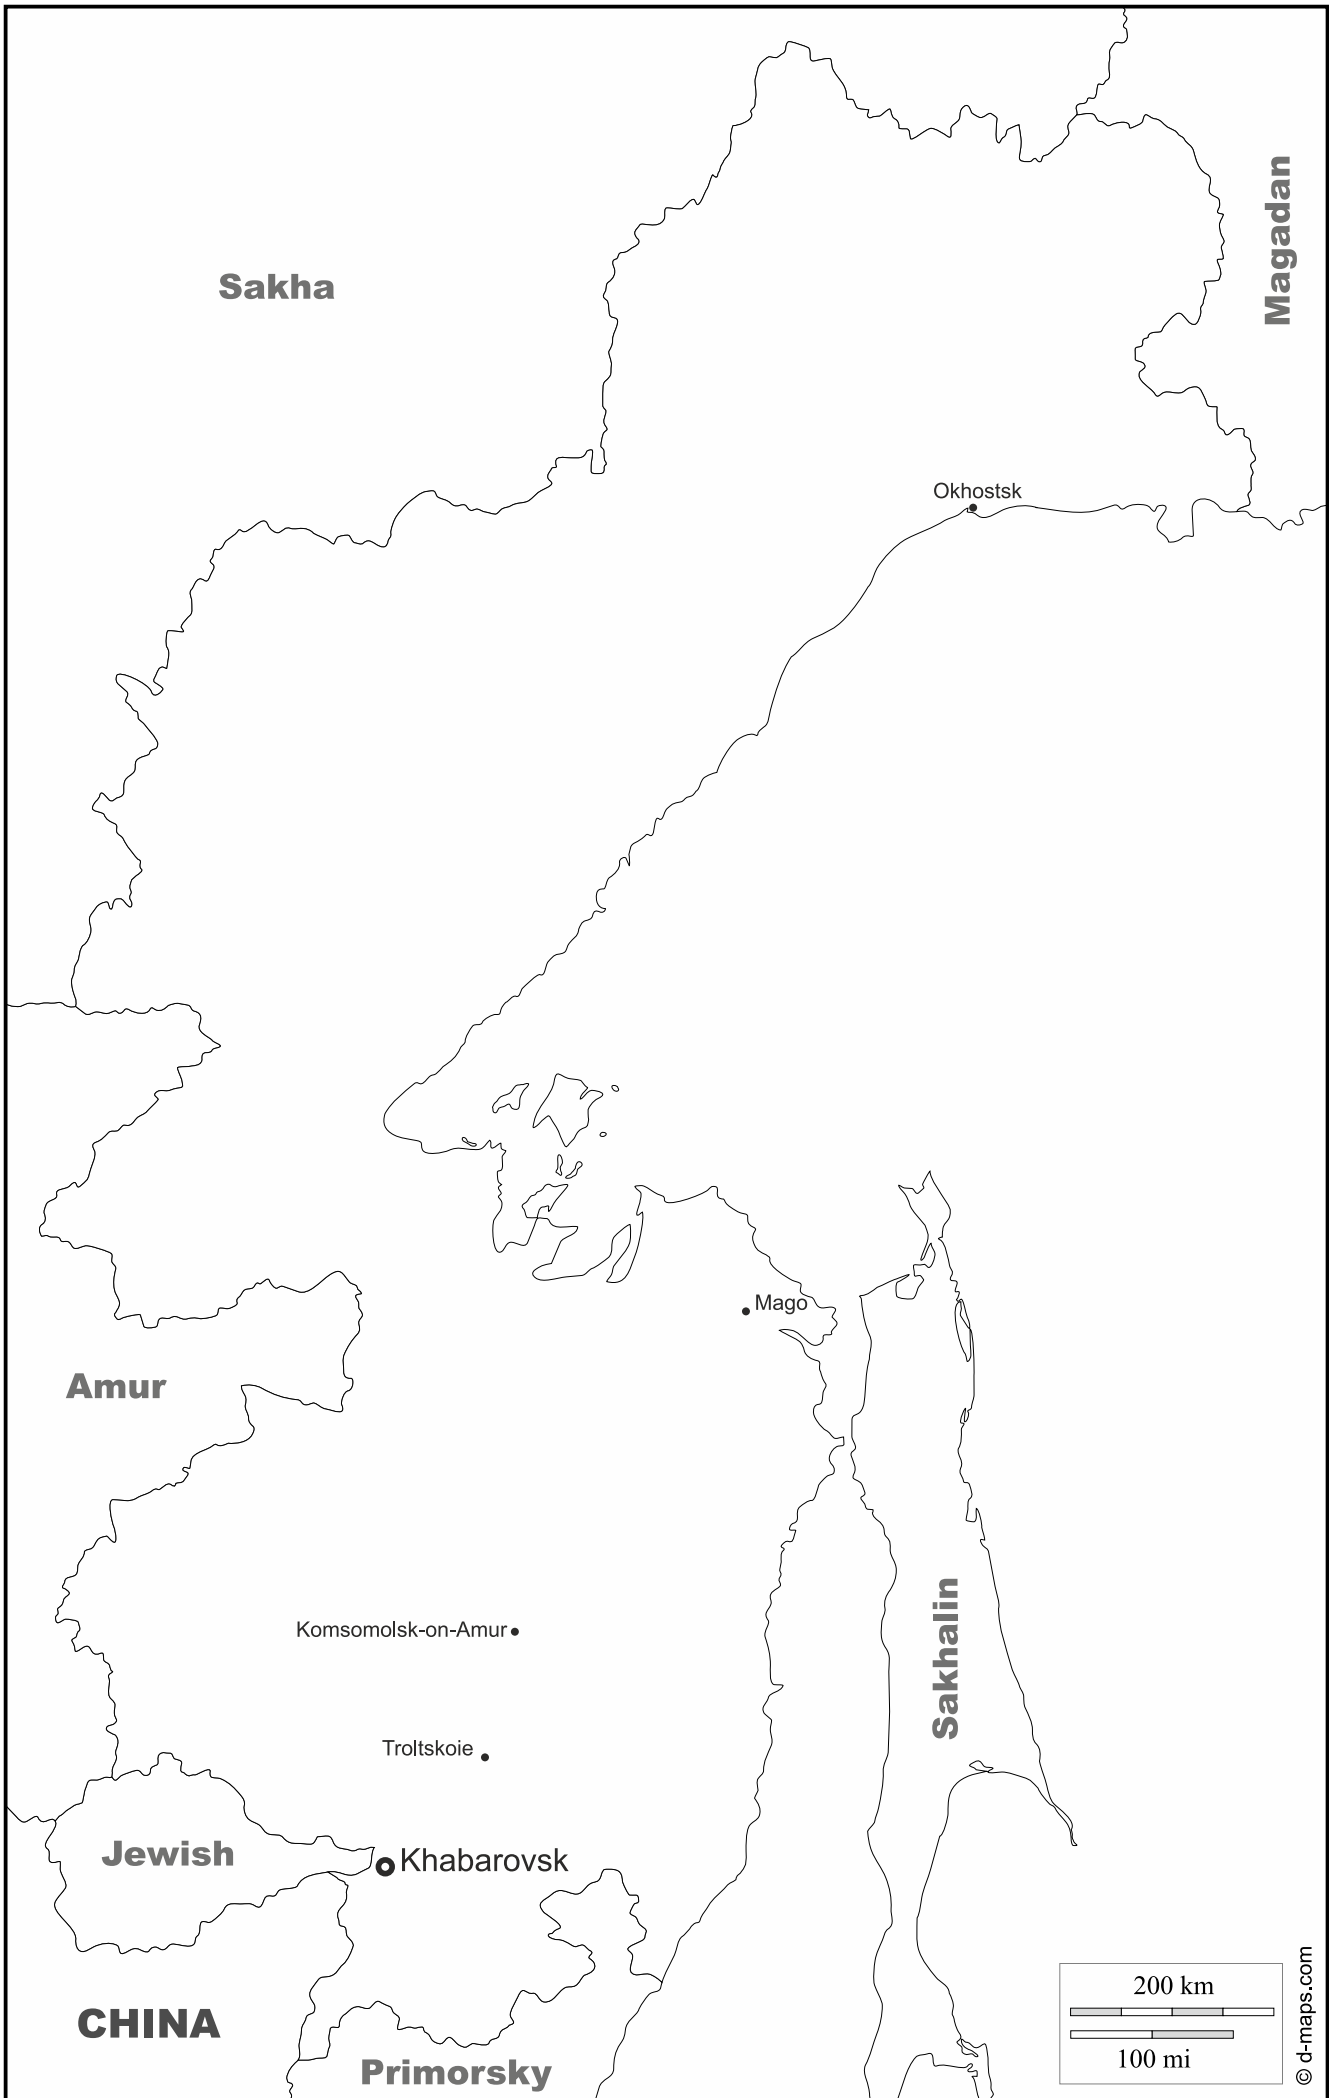 Magadan
Sakha
Okhostsk
Mago
Amur
Sakhalin
Komsomolsk-on-Amur
Troltskoie
Jewish
Khabarovsk
CHINA
Primorsky
200 km
100 mi
© d-maps.com